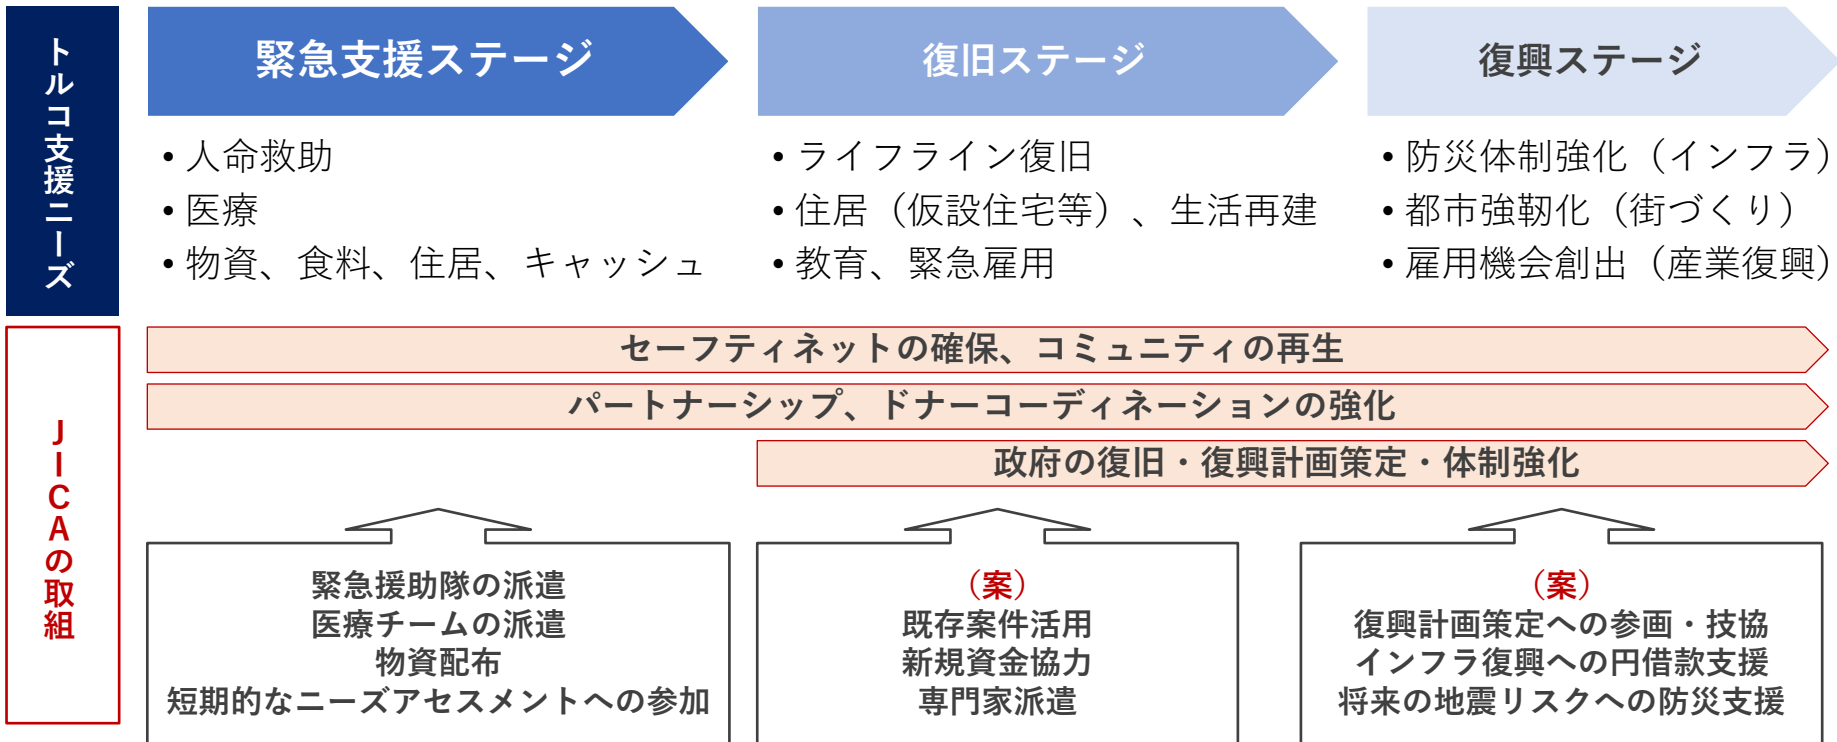 トルコ支援ニーズ
緊急支援ステージ
• 人命救助
• 医療
• 物資、食料、住居、キャッシュ
復旧ステージ
• ライフライン復旧
• 住居（仮設住宅等）、生活再建
• 教育、緊急雇用
復興ステージ
• 防災体制強化（インフラ）
• 都市強靭化（街づくり）
• 雇用機会創出（産業復興）
JICAの取組
セーフティネットの確保、コミュニティの再生
パートナーシップ、ドナーコーディネーションの強化
政府の復旧・復興計画策定・体制強化
緊急援助隊の派遣
医療チームの派遣
物資配布
短期的なニーズアセスメントへの参加
（案）
既存案件活用
新規資金協力
専門家派遣
（案）
復興計画策定への参画・技協
インフラ復興への円借款支援
将来の地震リスクへの防災支援